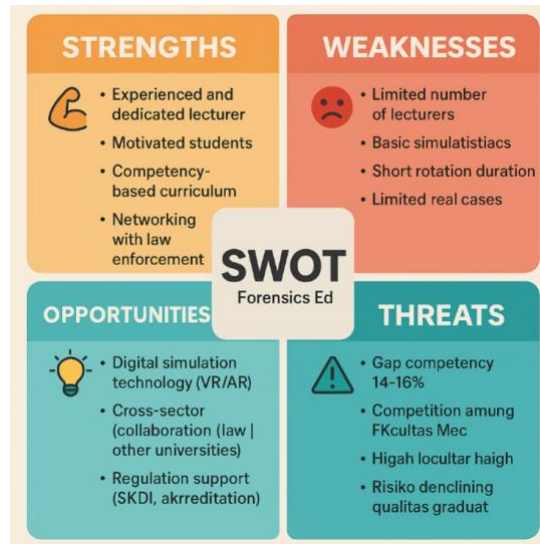 STRENGTHS
• Experienced and
dedicated lecturer
• Motivated students
• Competency-
based curriculum
• Networking
with law
enforcement
WEAKNESSES
• Limited number
of lecturers
• Basic simulatistiacs
• Short rotation duration
• Limited real cases
SWOT
Forensics Ed
OPPORTUNITIES
• Digital simulation
technology (VR/AR)
• Cross-sector
(collaboration (law |
other universities)
• Regulation support
(SKDI, akrreditation)
THREATS
• Gap competency
14-16%
• Competition amung
FKcultas Mec
• Higah locultar haigh
• Risiko denclining
qualitas graduat